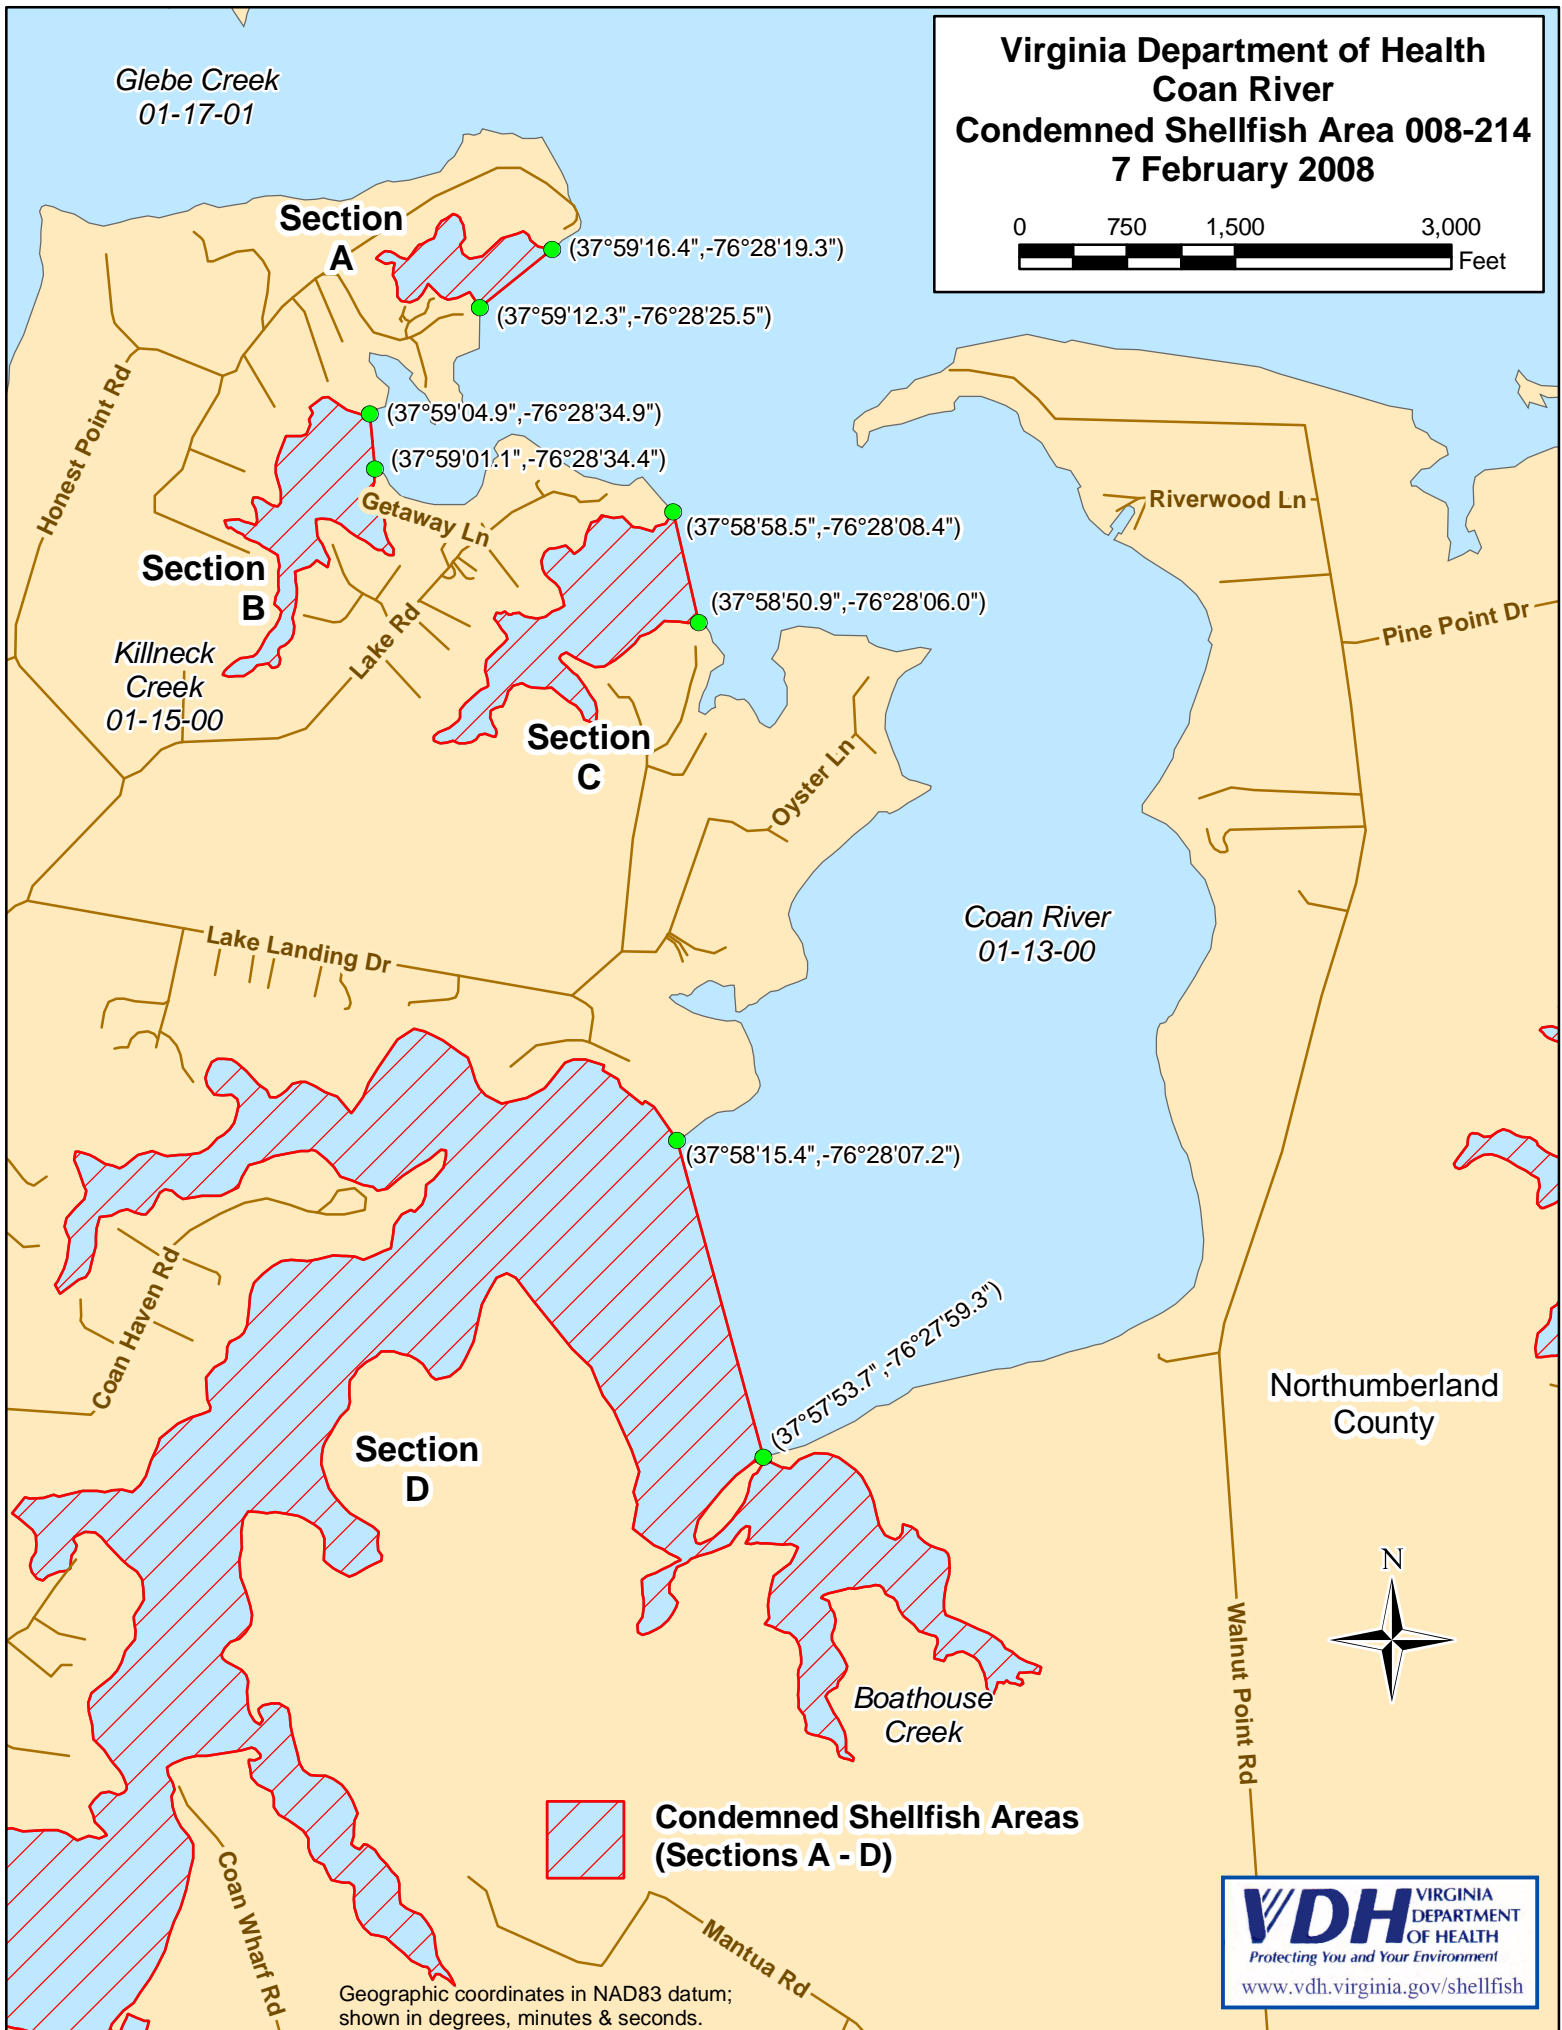 Virginia Department of Health
Coan River
Condemned Shellfish Area 008-214
7 February 2008
0 750 1,500 3,000
Feet
Glebe Creek
01-17-01
Section
A
(37°59'16.4",-76°28'19.3")
(37°59'12.3",-76°28'25.5")
Honest Point Rd
(37°59'04.9",-76°28'34.9")
(37°59'01.1",-76°28'34.4")
Getaway Ln
Riverwood Ln
(37°58'58.5",-76°28'08.4")
Section
B
(37°58'50.9",-76°28'06.0")
Pine Point Dr
Lake Rd
Killneck
Creek
01-15-00
Section
C
Oyster Ln
Coan River
01-13-00
Lake Landing Dr
(37°58'15.4",-76°28'07.2")
Coan Haven Rd
(37°57'53.7",-76°27'59.3")
Northumberland
County
Section
D
N
Walnut Point Rd
Boathouse
Creek
Condemned Shellfish Areas
(Sections A - D)
Coan Wharf Rd
Mantua Rd
VDH
VIRGINIA
DEPARTMENT
OF HEALTH
Protecting You and Your Environment
www.vdh.virginia.gov/shellfish
Geographic coordinates in NAD83 datum;
shown in degrees, minutes & seconds.